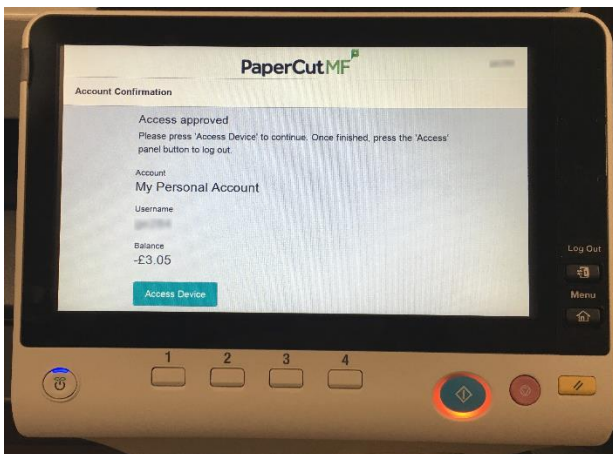 PaperCutMF
Account Confirmation
Access approved
Please press 'Access Device' to continue. Once finished, press the 'Access'
panel button to log out.
Account
My Personal Account
Username
Balance
-£3.05
Access Device
Log Out
Menu
1 2 3 4